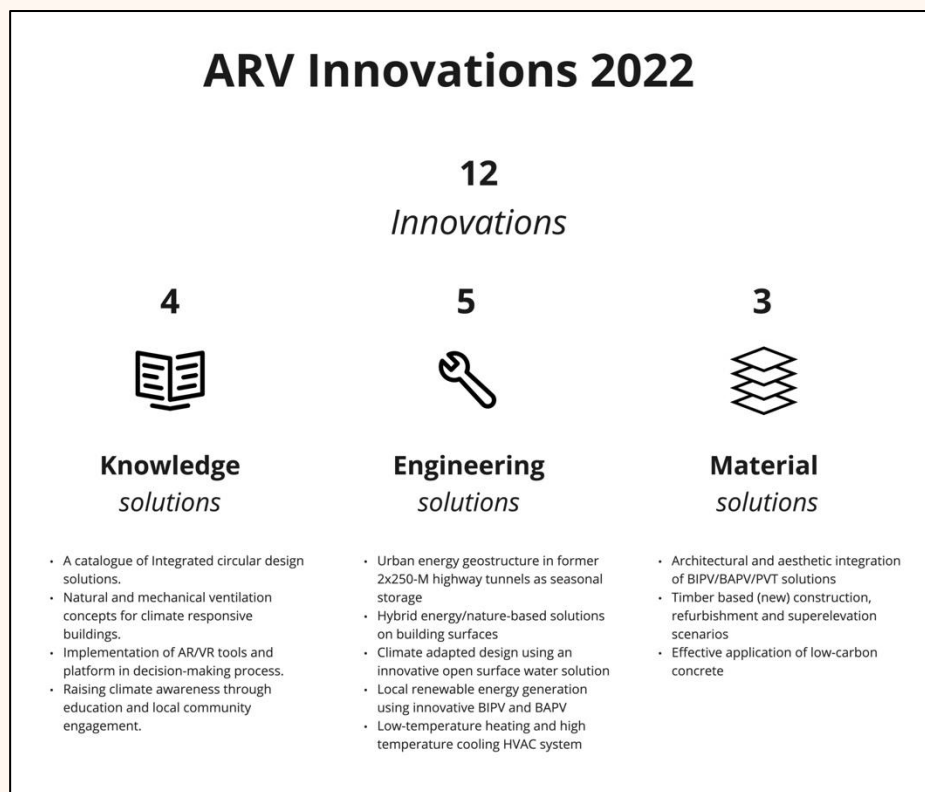 ARV Innovations 2022
12
Innovations
4
5
3
Knowledge
solutions
Engineering
solutions
Material
solutions
• A catalogue of Integrated circular design
solutions.
• Natural and mechanical ventilation
concepts for climate responsive
buildings.
• Implementation of AR/VR tools and
platform in decision-making process.
• Raising climate awareness through
education and local community
engagement.
• Urban energy geostructure in former
2x250-M highway tunnels as seasonal
storage
• Hybrid energy/nature-based solutions
on building surfaces
• Climate adapted design using an
innovative open surface water solution
• Local renewable energy generation
using innovative BIPV and BAPV
• Low-temperature heating and high
temperature cooling HVAC system
• Architectural and aesthetic integration
of BIPV/BAPV/PVT solutions
• Timber based (new) construction,
refurbishment and superelevation
scenarios
• Effective application of low-carbon
concrete